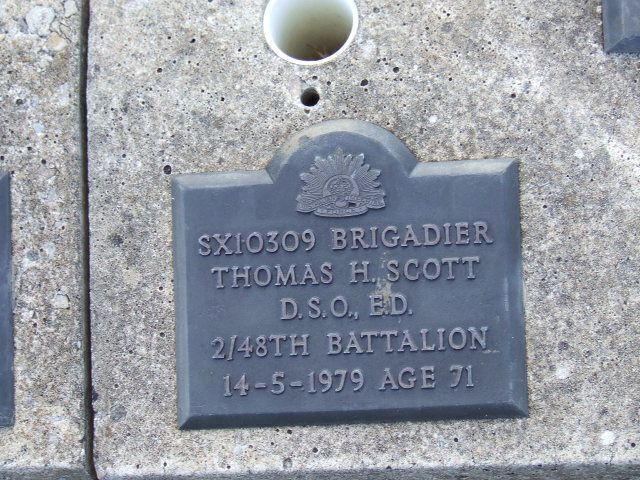 SX10309 BRIGADIER
THOMAS H. SCOTT
D.S.O., E.D.
2/48TH BATTALION
14-5-1979 AGE 71